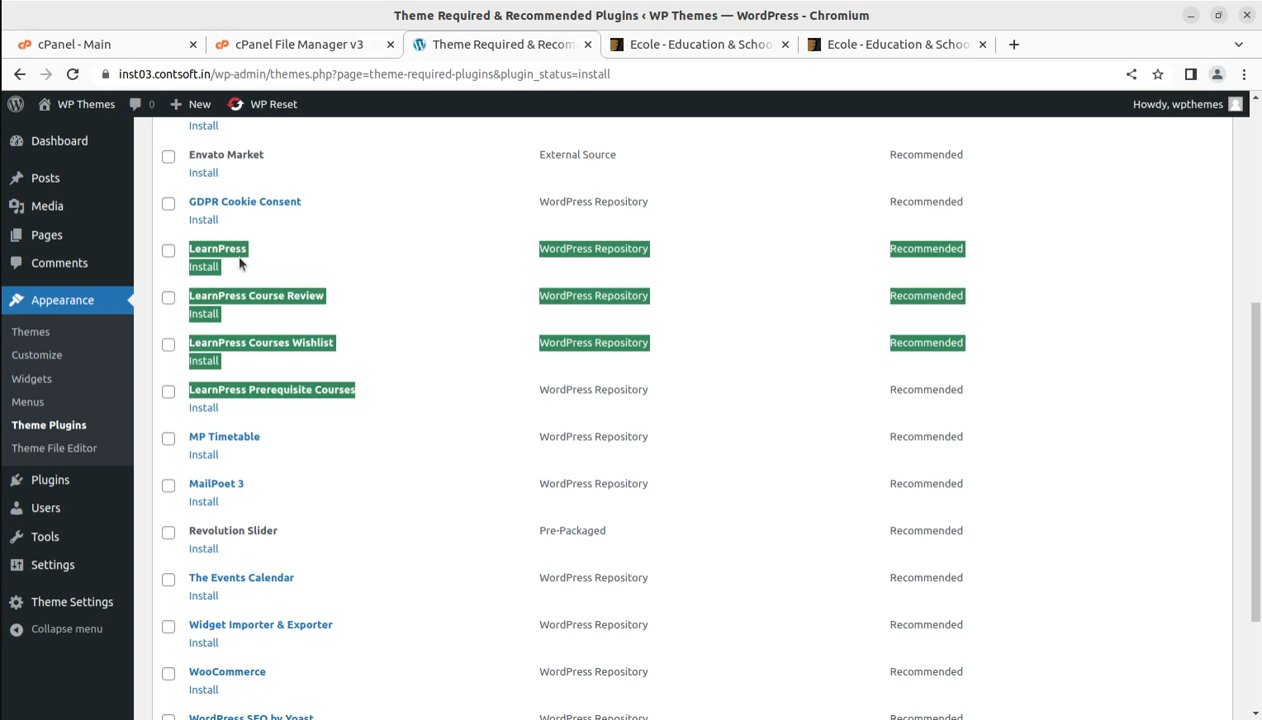 Theme Required & Recommended Plugins ‹ WP Themes — WordPress - Chromium
cPanel - Main
cPanel File Manager v3
Theme Required & Recom
Ecole - Education & Schoo
Ecole - Education & Schoo
inst03.contsoft.in/wp-admin/themes.php?page=theme-required-plugins&plugin_status=install
WP Themes 0 New WP Reset Howdy, wpthemes
Dashboard
Posts
Media
Pages
Comments
Appearance
Themes
Customize
Widgets
Menus
Theme Plugins
Theme File Editor
Plugins
Users
Tools
Settings
Theme Settings
Collapse menu
Install
Envato Market External Source Recommended
Install
GDPR Cookie Consent WordPress Repository Recommended
Install
LearnPress WordPress Repository Recommended
Install
LearnPress Course Review WordPress Repository Recommended
Install
LearnPress Courses Wishlist WordPress Repository Recommended
Install
LearnPress Prerequisite Courses WordPress Repository Recommended
Install
MP Timetable WordPress Repository Recommended
Install
MailPoet 3 WordPress Repository Recommended
Install
Revolution Slider Pre-Packaged Recommended
Install
The Events Calendar WordPress Repository Recommended
Install
Widget Importer & Exporter WordPress Repository Recommended
Install
WooCommerce WordPress Repository Recommended
Install
WordPress SEO by Yoast WordPress Repository Recommended